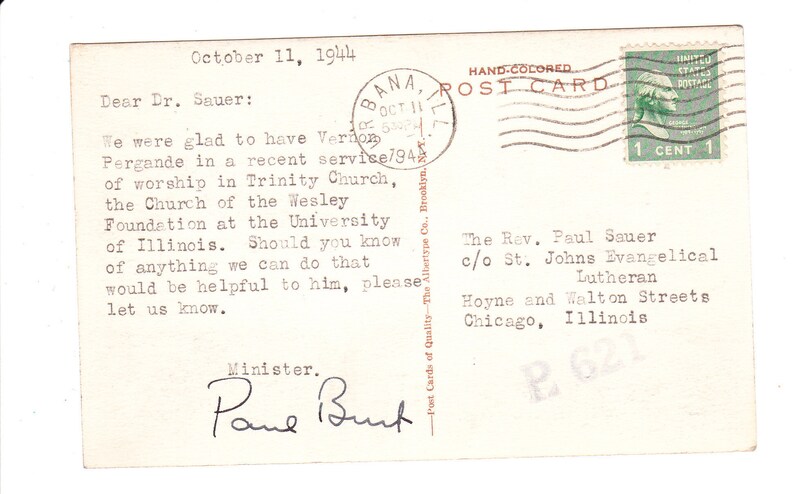 October 11, 1944
Dear Dr. Sauer:
We were glad to have Vernon
Pergande in a recent service
of worship in Trinity Church,
the Church of the Wesley
Foundation at the University
of Illinois.  Should you know
of anything we can do that
would be helpful to him, please
let us know.
Minister.
Paul Burt
—Post Cards of Quality—The Albertype Co., Brooklyn, N. Y.—
URBANA, ILL.
OCT 11
PM
1944
HAND-COLORED
POST CARD
UNITED
STATES
POSTAGE
1 CENT 1
The Rev. Paul Sauer
c/o St. Johns Evangelical
Lutheran
Hoyne and Walton Streets
Chicago, Illinois
P. 621